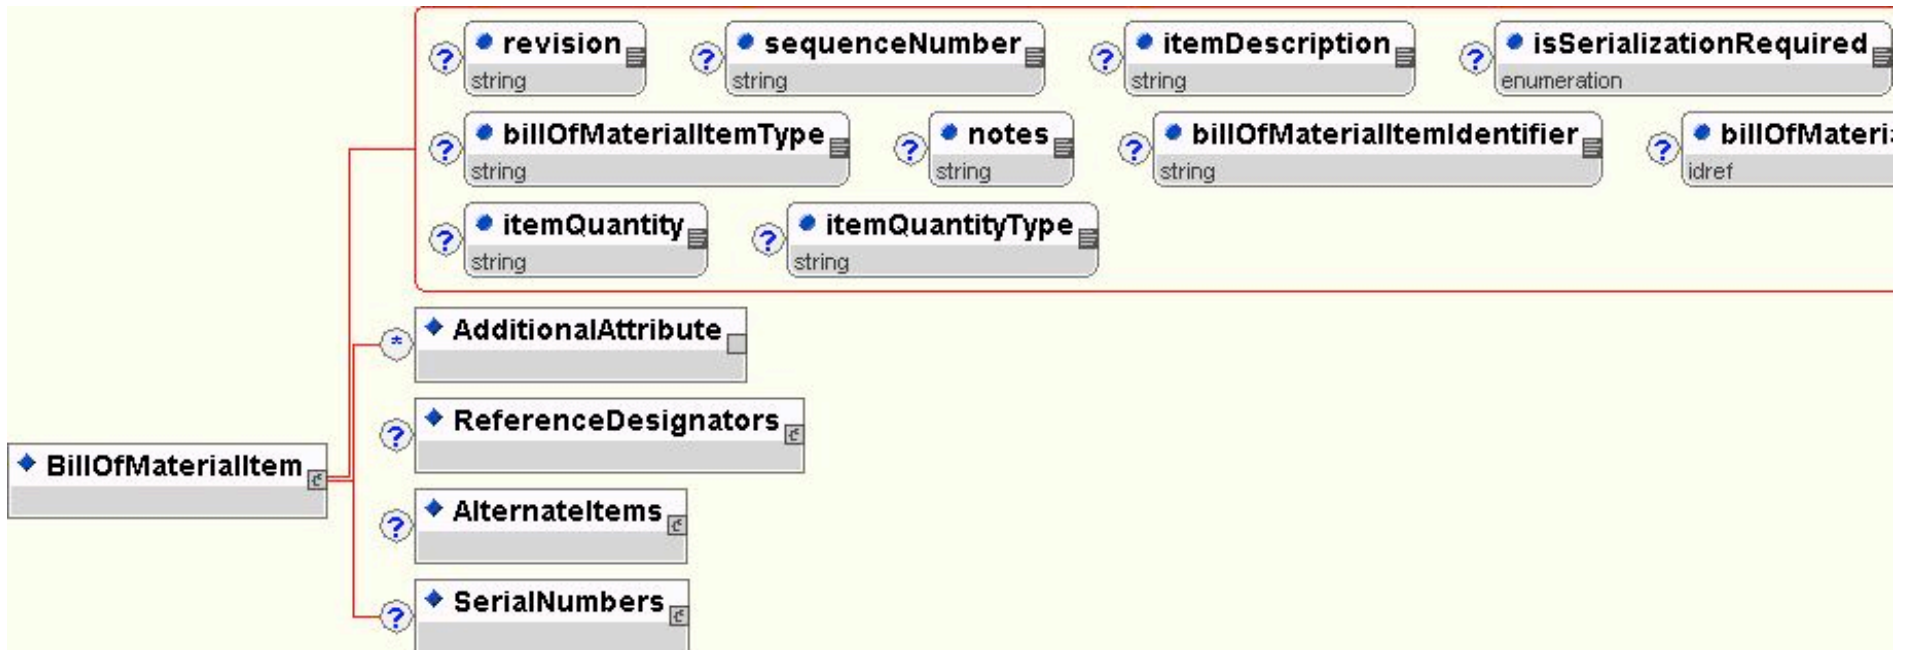 ? revision ? sequenceNumber ? itemDescription ? isSerializationRequired
string string string enumeration
? billOfMaterialItemType ? notes ? billOfMaterialItemIdentifier ?
string string string idref
? itemQuantity ? itemQuantityType
string string
* AdditionalAttribute
? ReferenceDesignators
BillOfMaterialItem
? AlternateItems
? SerialNumbers